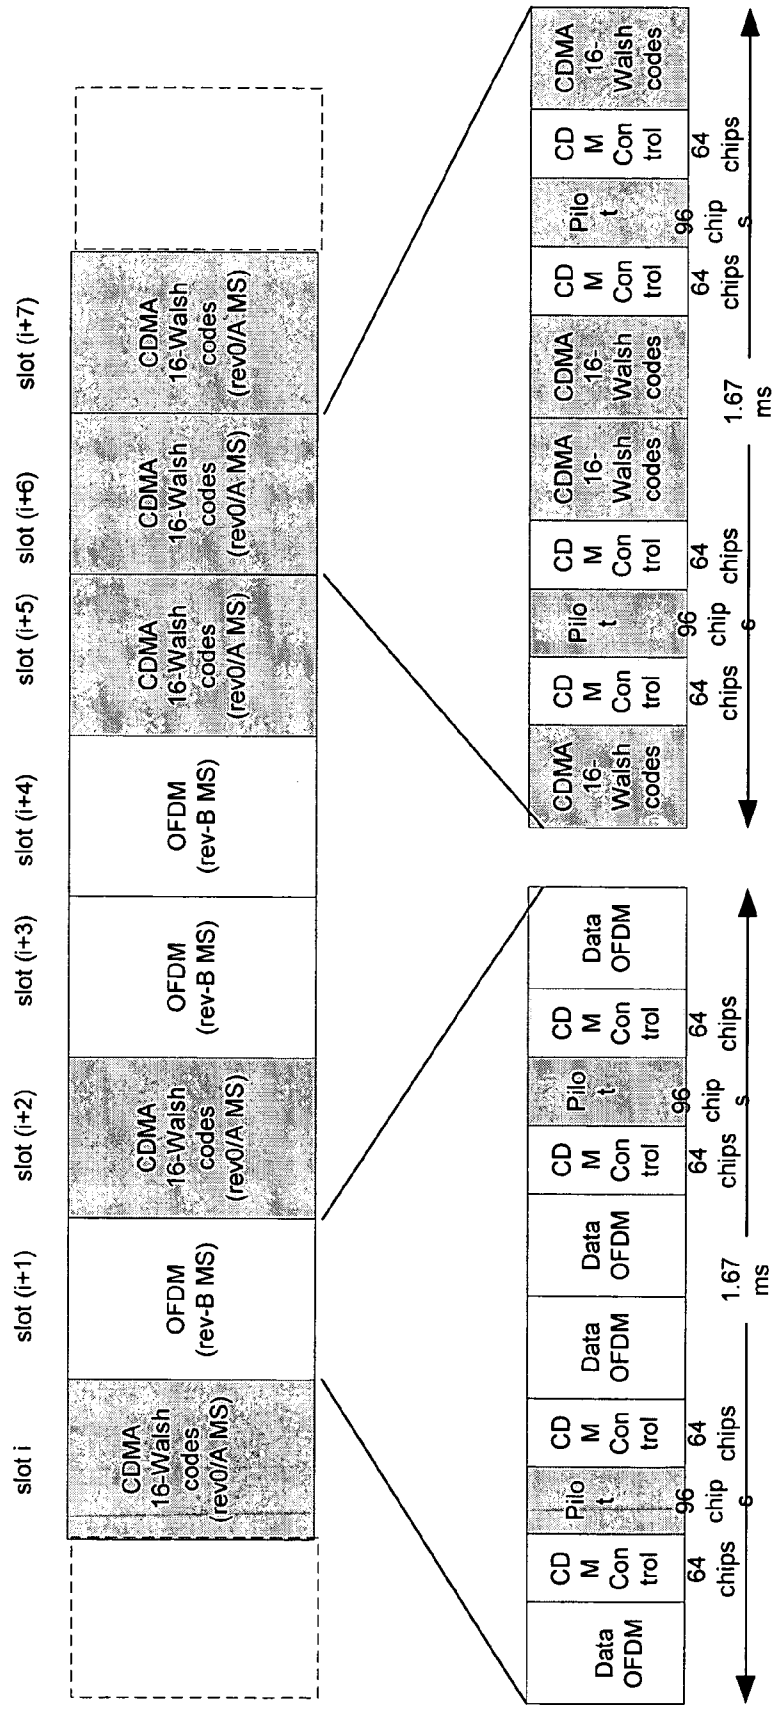 slot i
slot (i+1)
slot (i+2)
slot (i+3)
slot (i+4)
slot (i+5)
slot (i+6)
slot (i+7)
CDMA
16-Walsh
codes
(rev0/A MS)
OFDM
(rev-B MS)
CDMA
16-Walsh
codes
(rev0/A MS)
OFDM
(rev-B MS)
OFDM
(rev-B MS)
CDMA
16-Walsh
codes
(rev0/A MS)
CDMA
16-Walsh
codes
(rev0/A MS)
CDMA
16-Walsh
codes
(rev0/A MS)
Data
OFDM
CD
M
Con
trol
Pilo
t
CD
M
Con
trol
Data
OFDM
Data
OFDM
CD
M
Con
trol
Pilo
t
CD
M
Con
trol
Data
OFDM
64
chips
96
chip
s
64
chips
64
chips
96
chip
s
64
chips
1.67
ms
CDMA
16-
Walsh
codes
CD
M
Con
trol
Pilo
t
CD
M
Con
trol
CDMA
16-
Walsh
codes
CDMA
16-
Walsh
codes
CD
M
Con
trol
Pilo
t
CD
M
Con
trol
CDMA
16-
Walsh
codes
64
chips
96
chip
s
64
chips
64
chips
96
chip
s
64
chips
1.67
ms